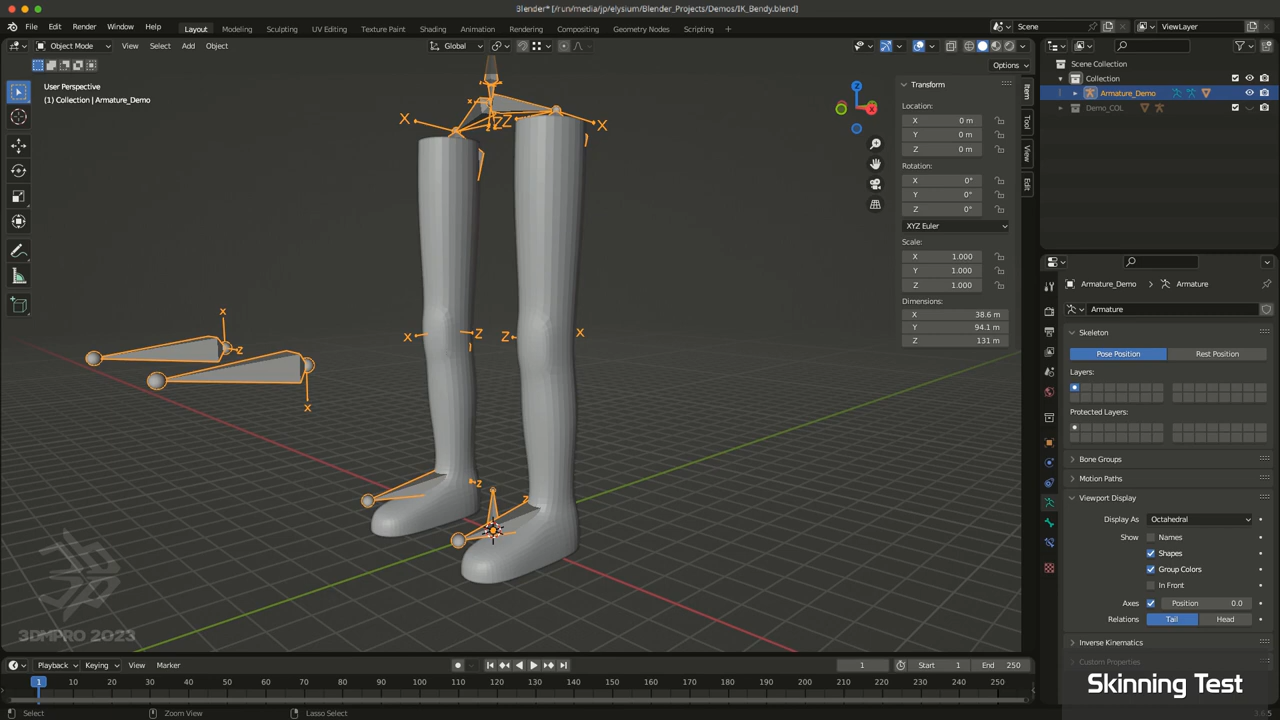 Blender* [/run/media/jp/elysium/Blender_Projects/Demos/IK_Bendy.blend]
File Edit Render Window Help Layout Modeling Sculpting UV Editing Texture Paint Shading Animation Rendering Compositing Geometry Nodes Scripting + Scene ViewLayer
Object Mode View Select Add Object Global
Options
User Perspective
(1) Collection | Armature_Demo
Transform
Location:
X 0 m
Y 0 m
Z 0 m
Rotation:
X 0°
Y 0°
Z 0°
XYZ Euler
Scale:
X 1.000
Y 1.000
Z 1.000
Dimensions:
X 38.6 m
Y 94.1 m
Z 131 m
Item
Tool
View
Edit
Z
X
X
X
Z
Z
X
X
Z
Z
X
X
Z
X
Z
Z
3DMPRO 2023
Scene Collection
Collection
Armature_Demo
Demo_COL
Armature_Demo > Armature
Armature
Skeleton
Pose Position Rest Position
Layers:
Protected Layers:
Bone Groups
Motion Paths
Viewport Display
Display As Octahedral
Show Names
Shapes
Group Colors
In Front
Axes Position 0.0
Relations Tail Head
Inverse Kinematics
Custom Properties
Skinning Test
Playback Keying View Marker 1 Start 1 End 250
1 10 20 30 40 50 60 70 80 90 100 110 120 130 140 150 160 170 180 190 200 210 220 230 240 250
Select Zoom View Lasso Select 3.6.5